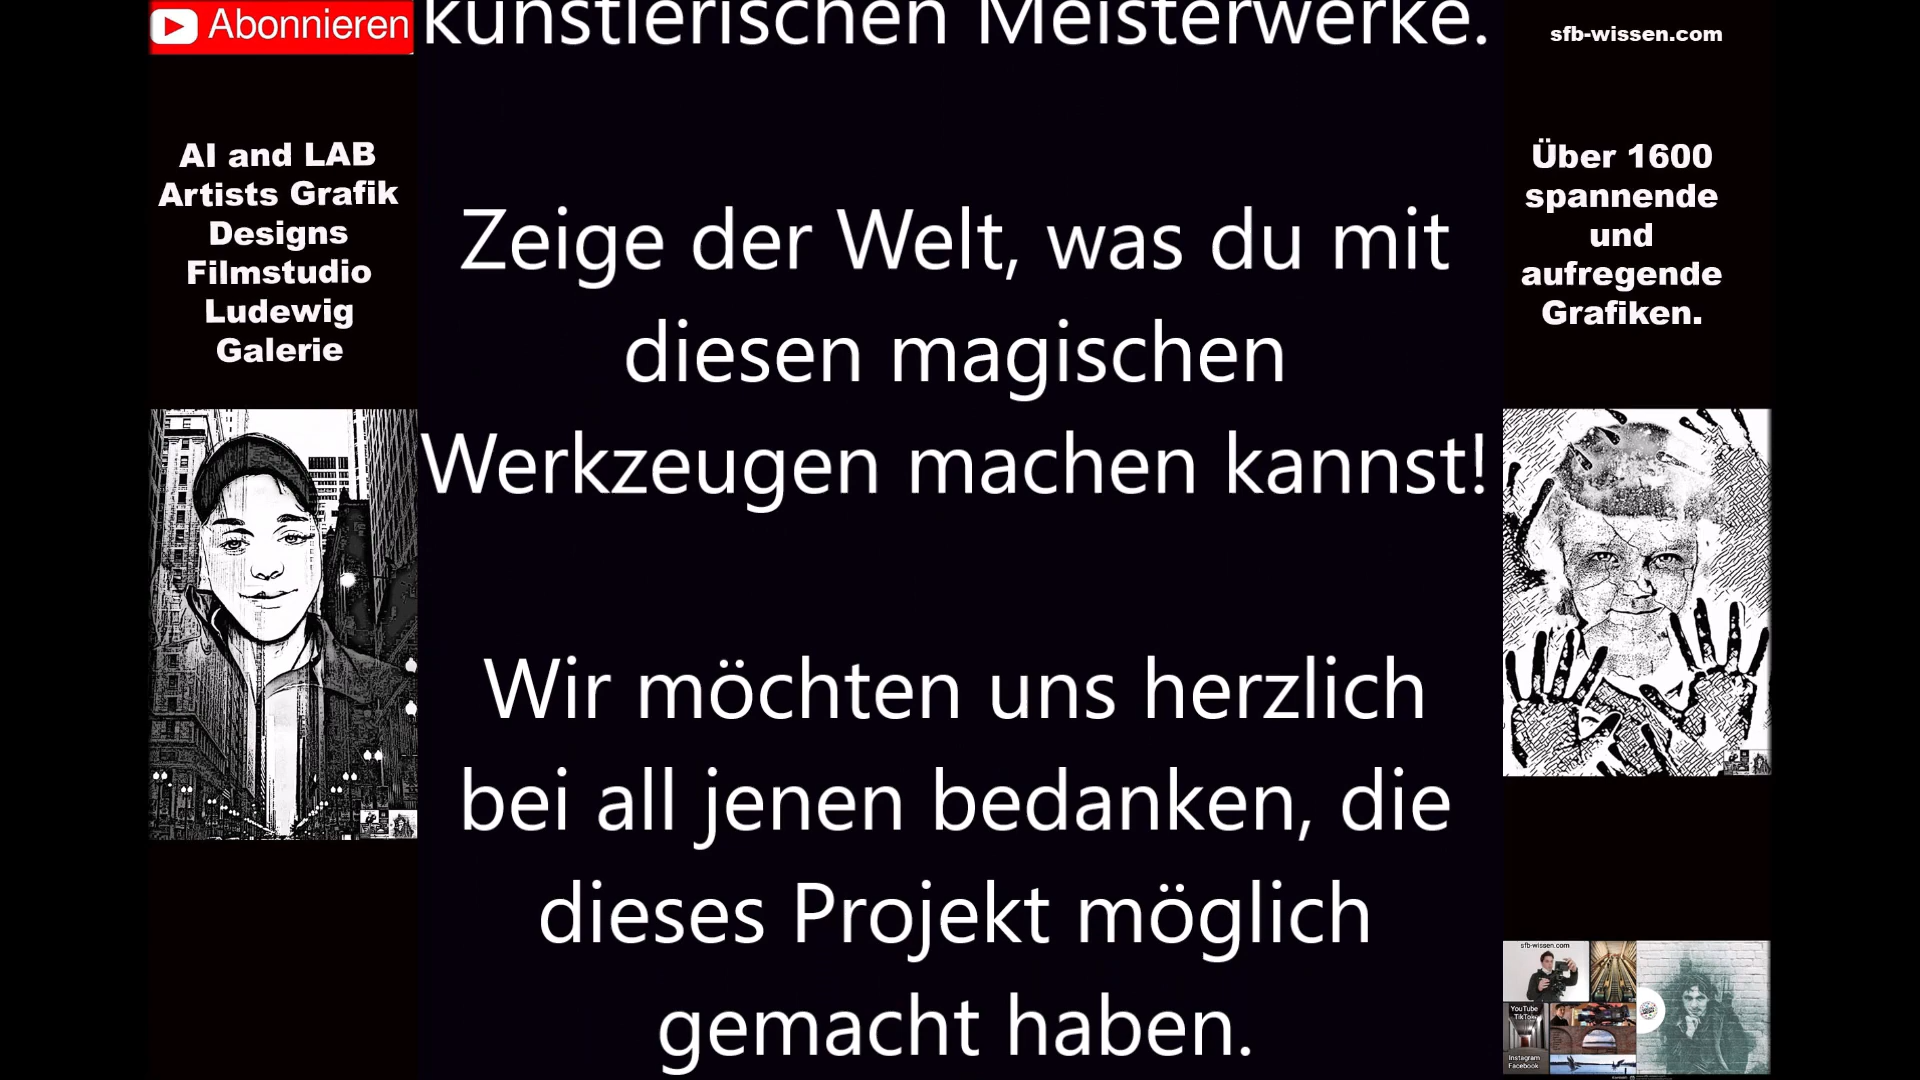 Abonnieren
künstlerischen Meisterwerke.
sfb-wissen.com
AI and LAB
Artists Grafik
Designs
Filmstudio
Ludewig
Galerie
Zeige der Welt, was du mit
diesen magischen
Werkzeugen machen kannst!
Wir möchten uns herzlich
bei all jenen bedanken, die
dieses Projekt möglich
gemacht haben.
Über 1600
spannende
und
aufregende
Grafiken.
sfb-wissen.com
YouTube
TikTok
Instagram
Facebook